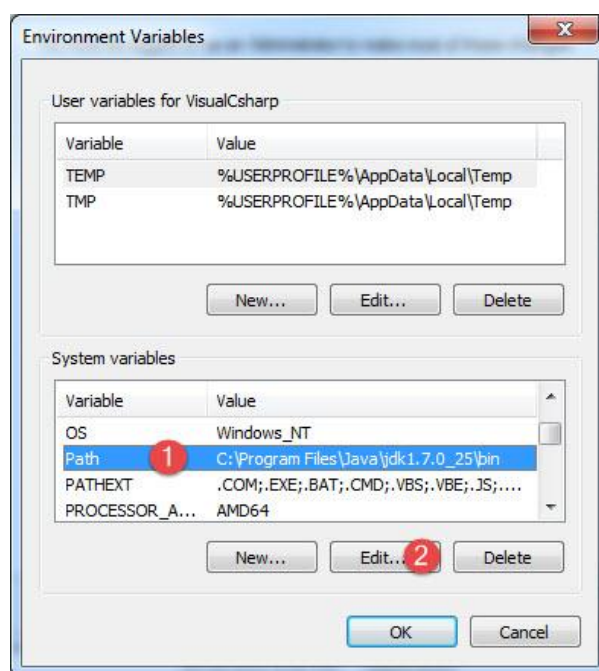 Environment Variables
User variables for VisualCsharp
Variable Value
TEMP %USERPROFILE%\AppData\Local\Temp
TMP %USERPROFILE%\AppData\Local\Temp
New... Edit... Delete
System variables
Variable Value
OS Windows_NT
Path 1 C:\Program Files\Java\jdk1.7.0_25\bin
PATHEXT .COM;.EXE;.BAT;.CMD;.VBS;.VBE;.JS;....
PROCESSOR_A... AMD64
New... Edit... 2 Delete
OK Cancel